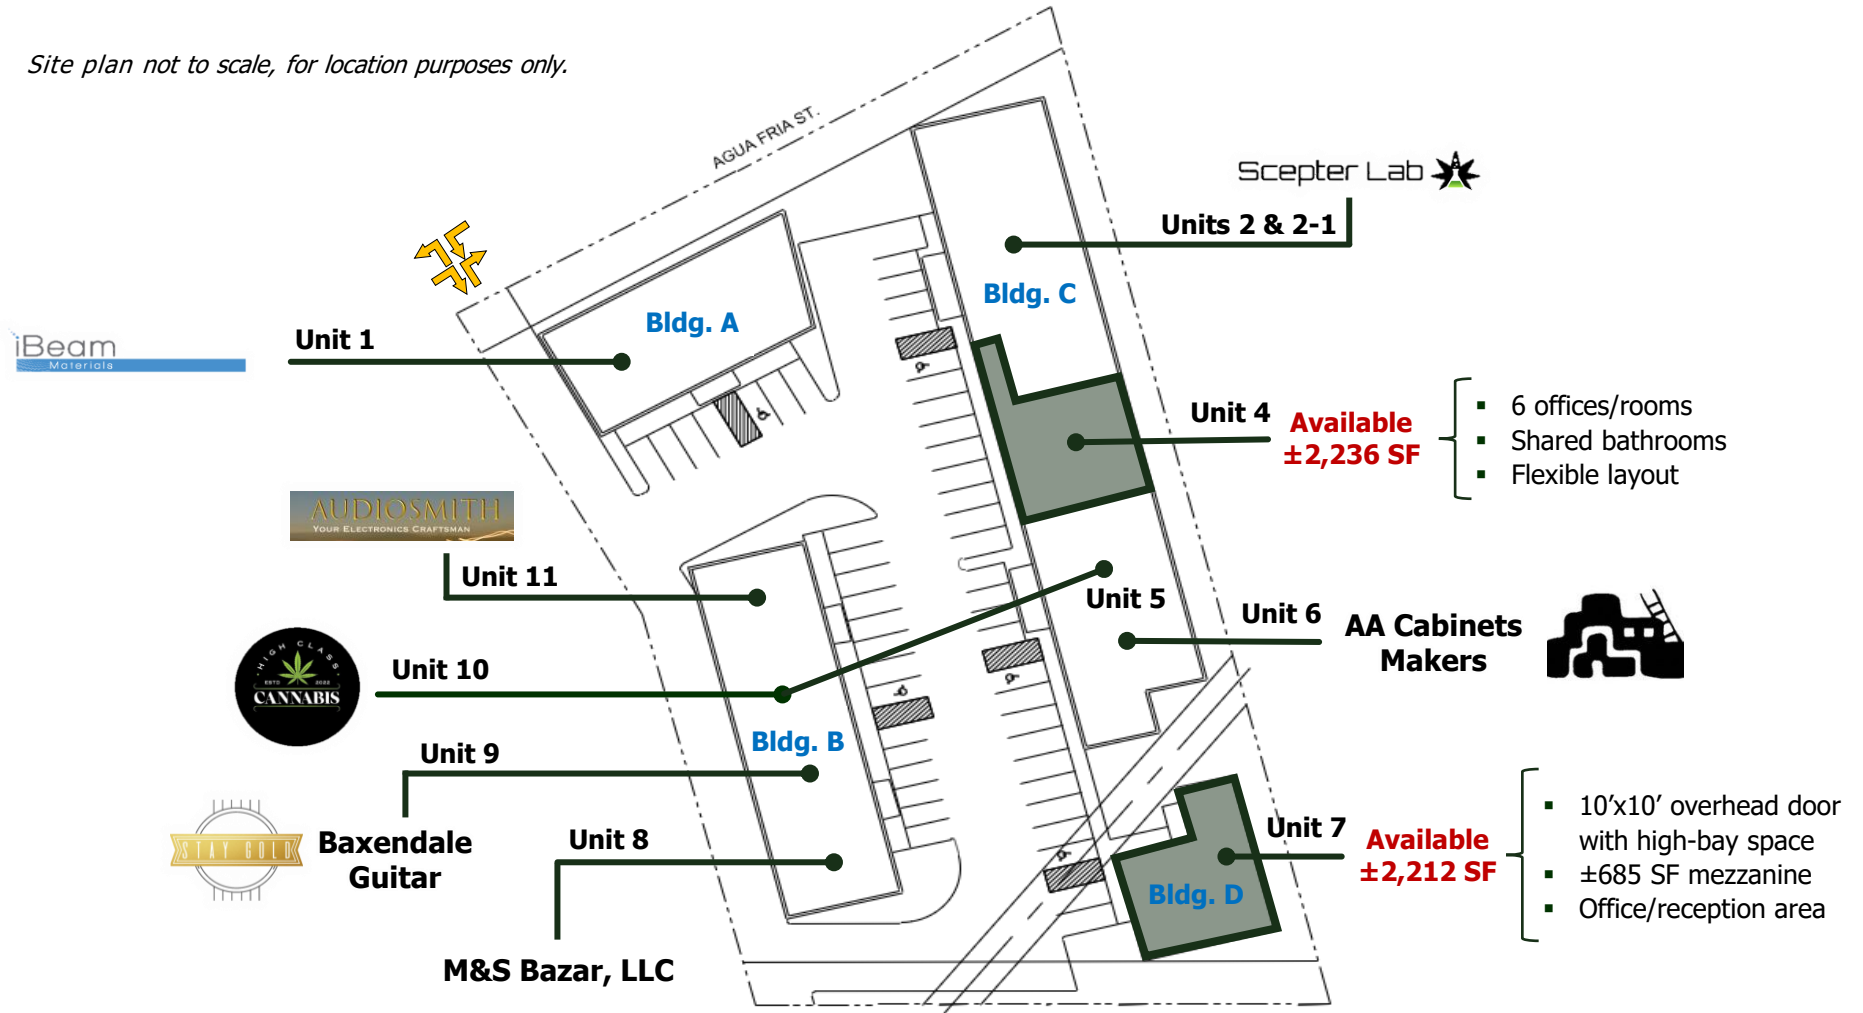 Site plan not to scale, for location purposes only.
AGUA FRIA ST.
Scepter Lab
Units 2 & 2-1
Bldg. C
Bldg. A
iBeam
Materials
Unit 1
Unit 4
Available
±2,236 SF
▪ 6 offices/rooms
▪ Shared bathrooms
▪ Flexible layout
AUDIOSMITH
YOUR ELECTRONICS CRAFTSMAN
Unit 11
Unit 5
Unit 6
AA Cabinets
Makers
HIGH CLASS
ESTD 2022
CANNABIS
Unit 10
Bldg. B
Unit 9
STAY GOLD
Baxendale
Guitar
Unit 8
M&S Bazar, LLC
Unit 7
Available
±2,212 SF
Bldg. D
▪ 10’x10’ overhead door
with high-bay space
▪ ±685 SF mezzanine
▪ Office/reception area